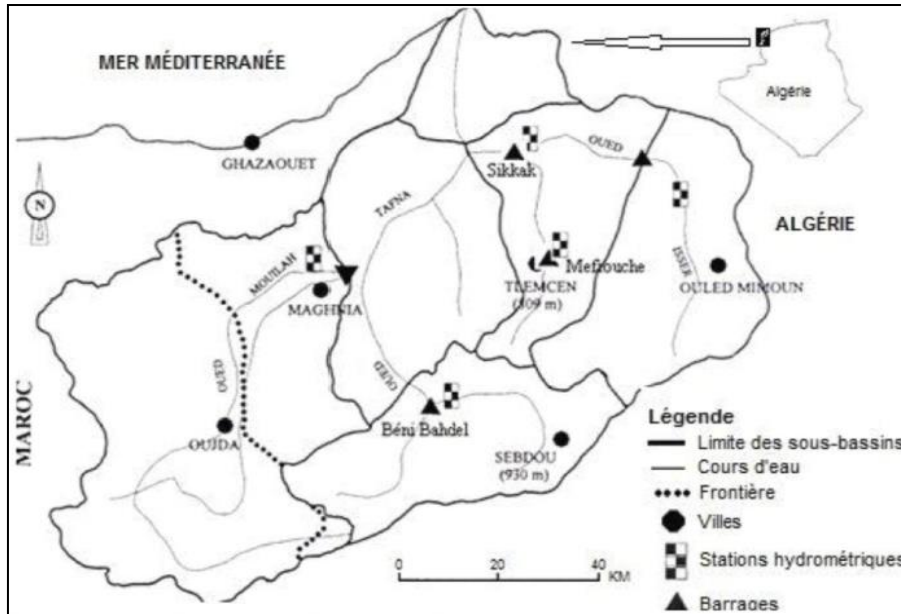 MER MÉDITERRANÉE
Algérie
GHAZAOUET
OUED
Sikkak
TAFNA
N
ALGÉRIE
MOUILAH
Mefrouche
ISSER
TLEMCEN
(809 m)
OULED MIMOUN
MAGHNIA
OUED
OUED
MAROC
OUJDA
Béni Bahdel
SEBDOU
(930 m)
Légende
Limite des sous-bassins
Cours d'eau
Frontière
Villes
Stations hydrométriques
Barrages
0 20 40
KM